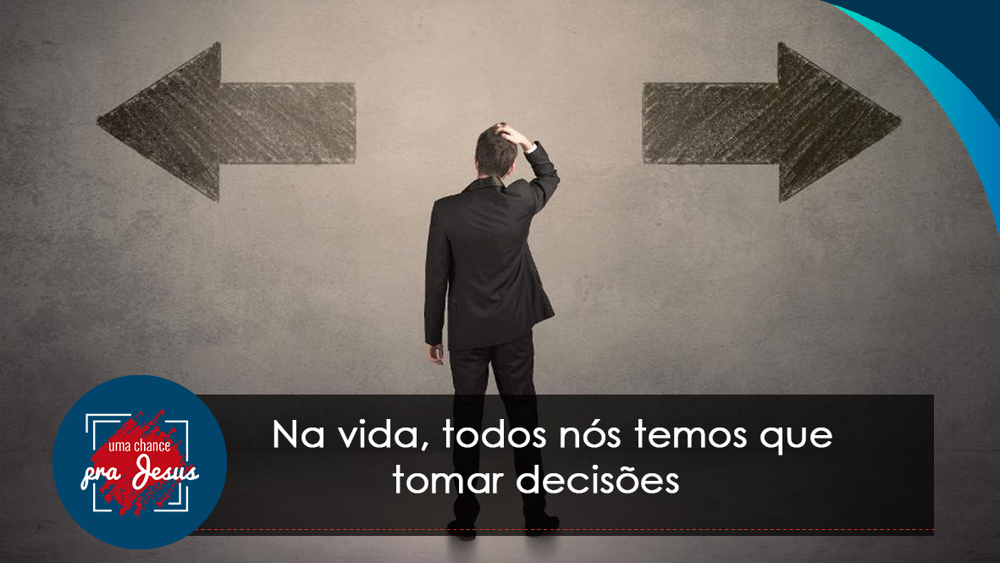 uma chance
pra Jesus
Na vida, todos nós temos que
tomar decisões